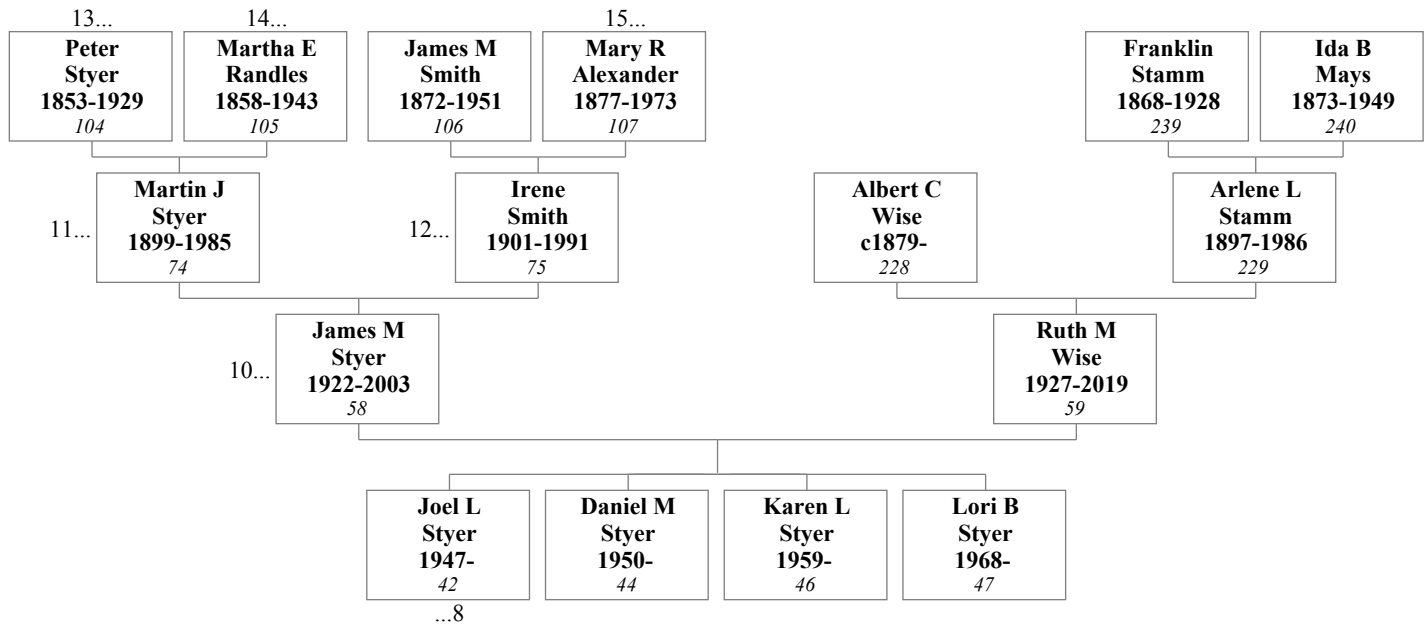 13...
14...
15...
Peter
Styer
1853-1929
104
Martha E
Randles
1858-1943
105
James M
Smith
1872-1951
106
Mary R
Alexander
1877-1973
107
Franklin
Stamm
1868-1928
239
Ida B
Mays
1873-1949
240
11...
Martin J
Styer
1899-1985
74
12...
Irene
Smith
1901-1991
75
Albert C
Wise
c1879-
228
Arlene L
Stamm
1897-1986
229
10...
James M
Styer
1922-2003
58
Ruth M
Wise
1927-2019
59
Joel L
Styer
1947-
42
Daniel M
Styer
1950-
44
Karen L
Styer
1959-
46
Lori B
Styer
1968-
47
...8